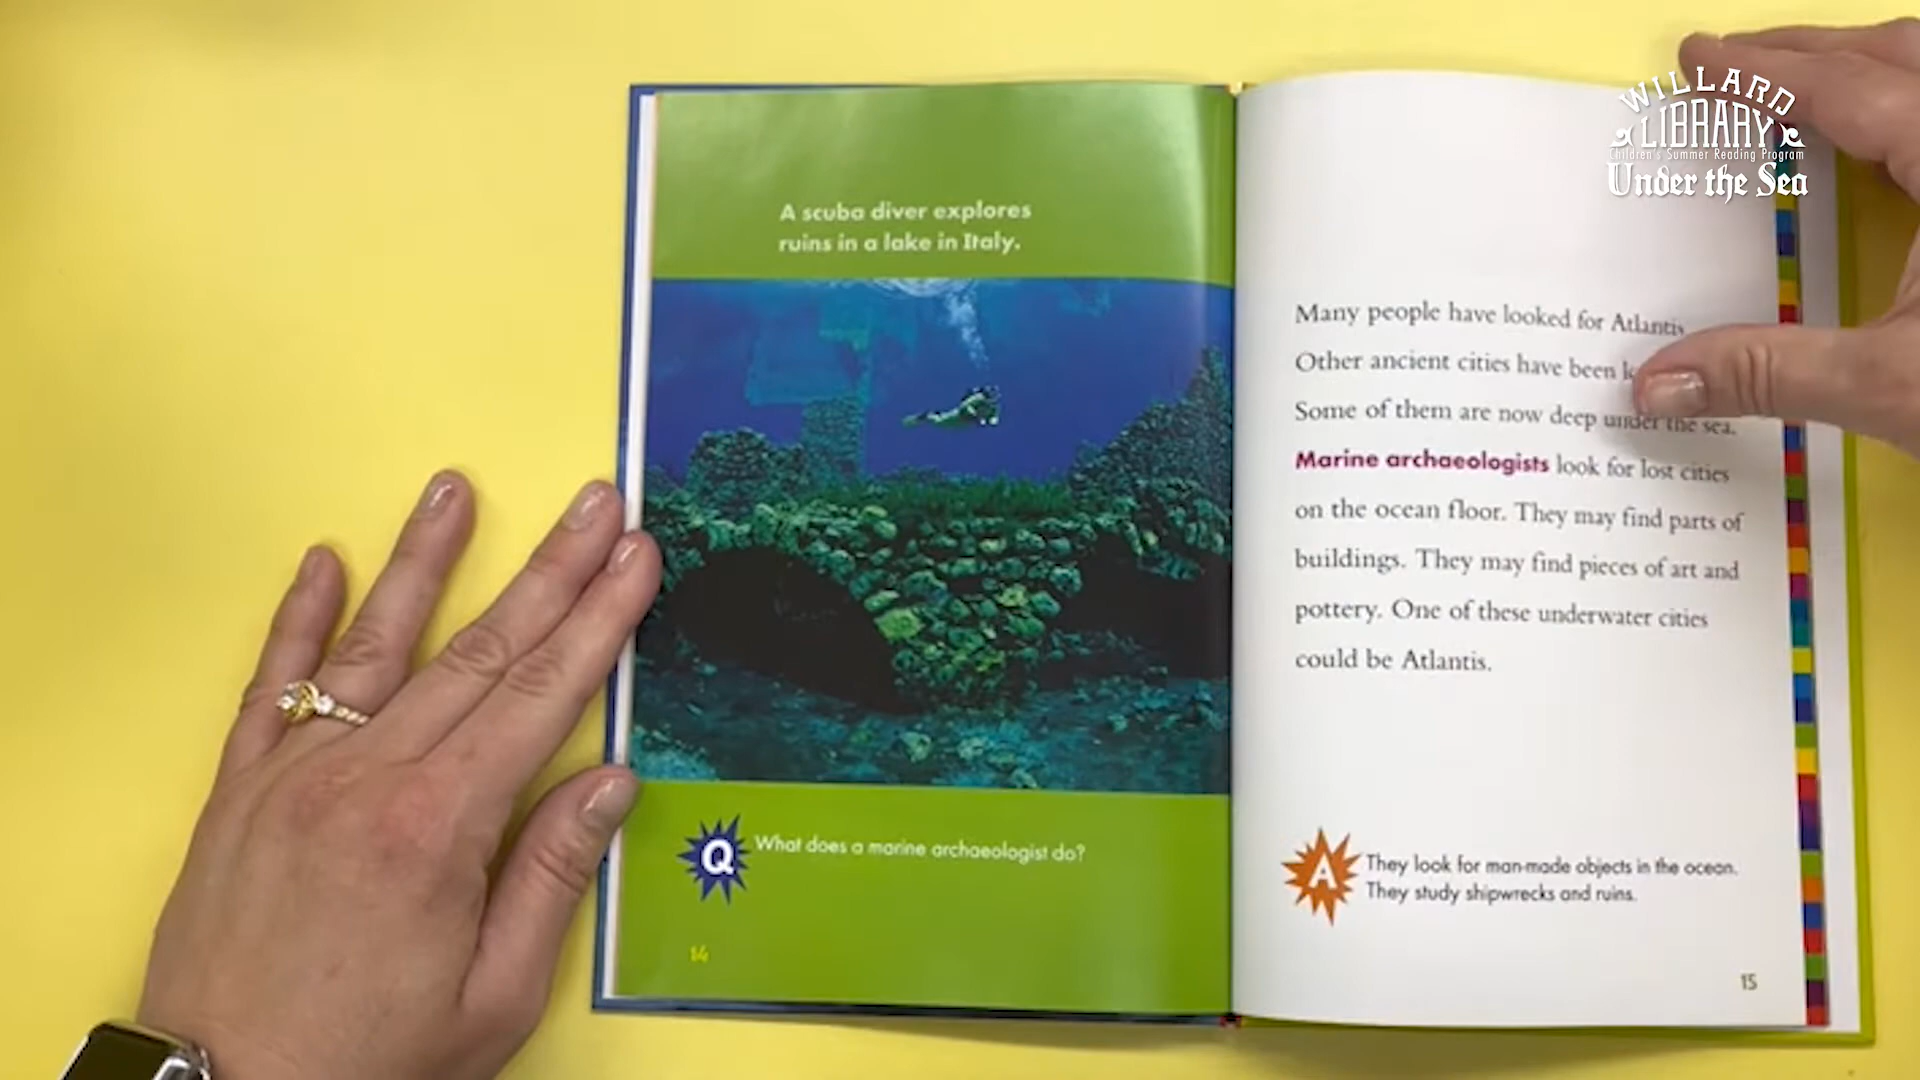 WILLARD
LIBRARY
Children's Summer Reading Program
Under the Sea
A scuba diver explores
ruins in a lake in Italy.
Q What does a marine archaeologist do?
14
Many people have looked for Atlantis
Other ancient cities have been
Some of them are now deep under the sea.
Marine archaeologists look for lost cities
on the ocean floor. They may find parts of
buildings. They may find pieces of art and
pottery. One of these underwater cities
could be Atlantis.
A They look for man-made objects in the ocean.
They study shipwrecks and ruins.
15